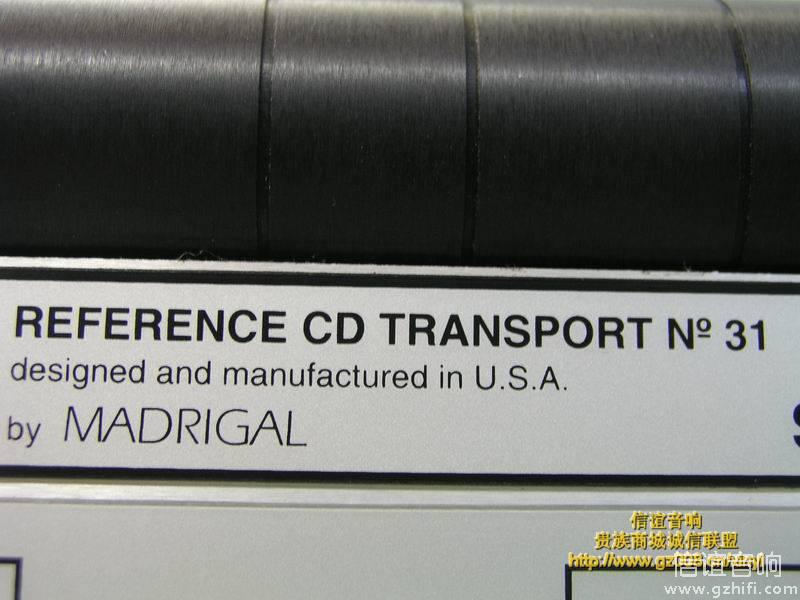 REFERENCE CD TRANSPORT Nº 31
designed and manufactured in U.S.A.
by MADRIGAL
信谊音响
贵族商城诚信联盟
信谊音响
www.gzhifi.com